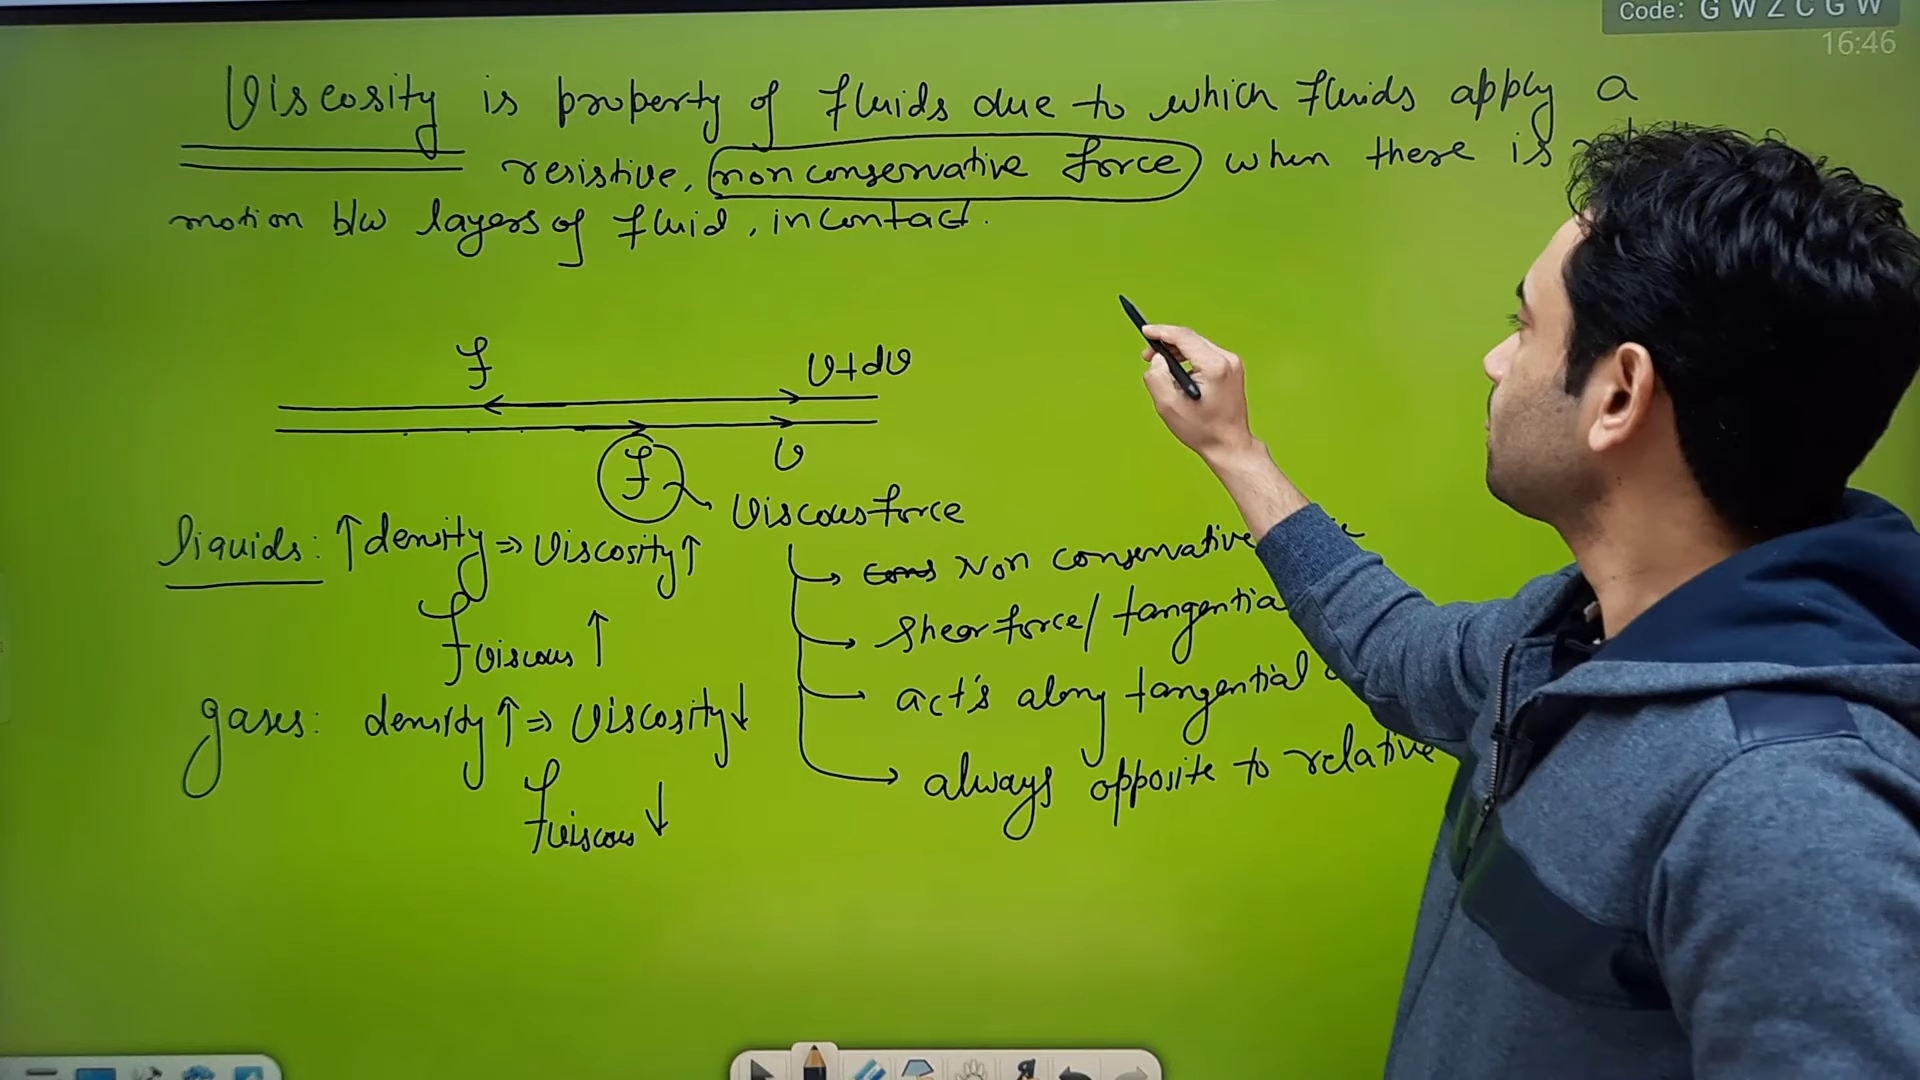 Code: G W Z C G W
16:46
Viscosity is property of fluids due to which fluids apply a
resistive, non conservative force when there is
motion b/w layers of fluid, in contact.
f
v+dv
f
v
Viscous force
liquids: ↑ density ⇒ Viscosity ↑
f viscous ↑
Non conservative
Shear force / tangential
act's along tangential
always opposite to relative
gases: density ↑ ⇒ Viscosity ↓
f viscous ↓